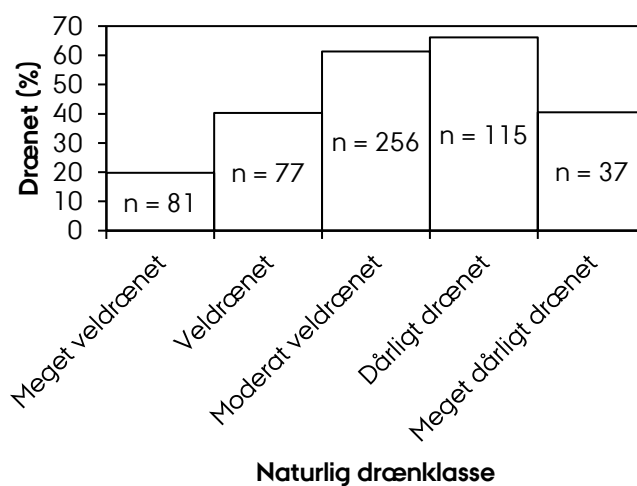 Drænet (%)
70
60
50
40
30
20
10
0
n = 81
n = 77
n = 256
n = 115
n = 37
Meget veldrænet
Veldrænet
Moderat veldrænet
Dårligt drænet
Meget dårligt drænet
Naturlig drænklasse